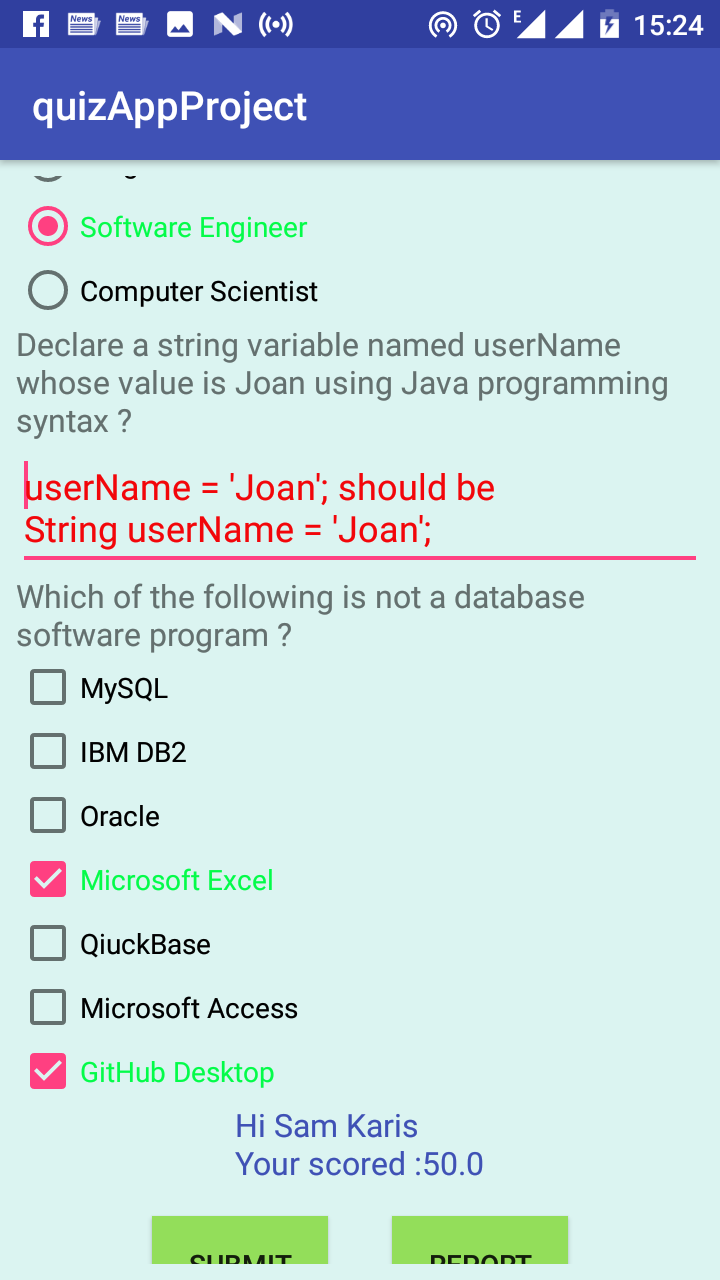 News News E 15:24
quizAppProject
Software Engineer
Computer Scientist
Declare a string variable named userName
whose value is Joan using Java programming
syntax ?
userName = 'Joan'; should be
String userName = 'Joan';
Which of the following is not a database
software program ?
MySQL
IBM DB2
Oracle
Microsoft Excel
QiuckBase
Microsoft Access
GitHub Desktop
Hi Sam Karis
Your scored :50.0
SUBMIT REPORT